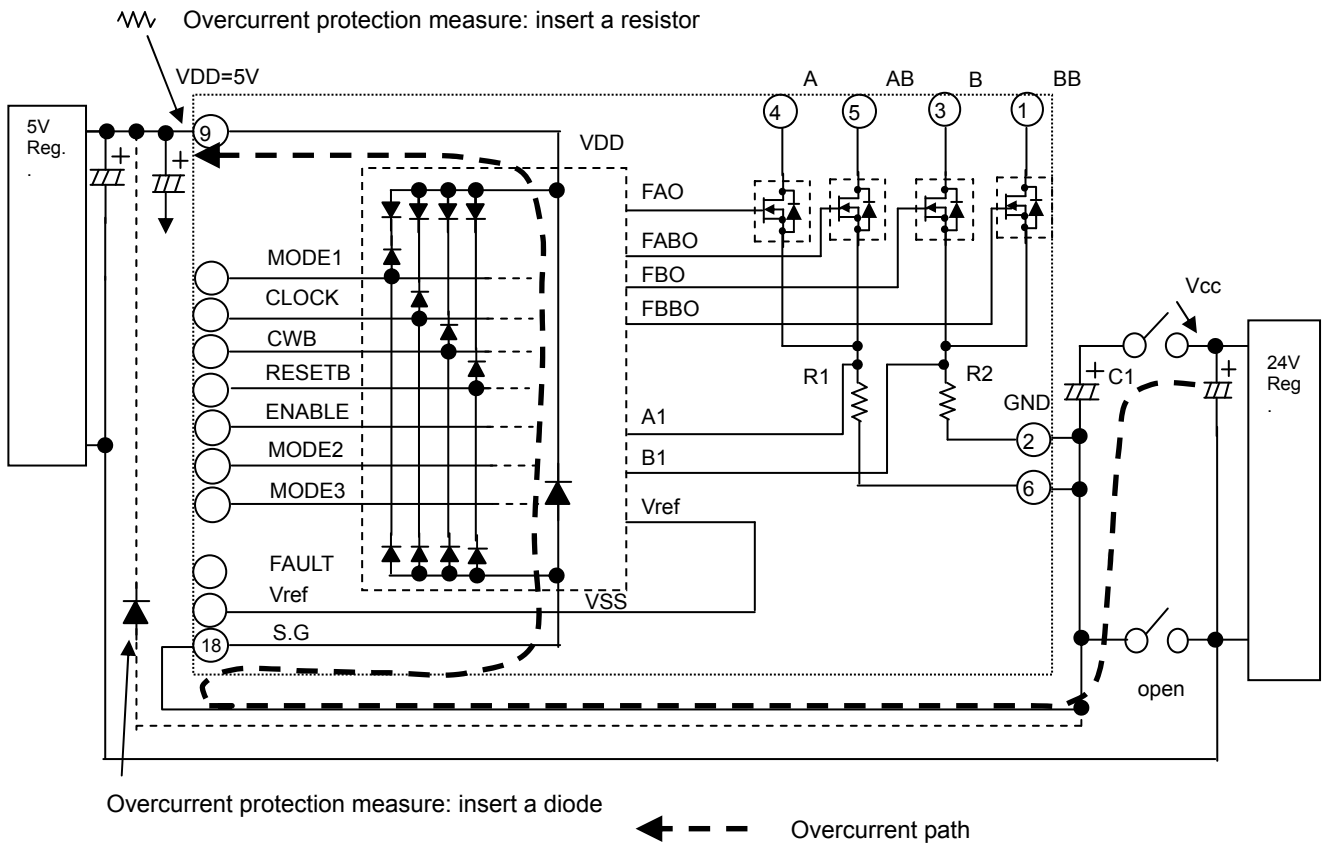 Overcurrent protection measure: insert a resistor
VDD=5V
A
AB
B
BB
5V
Reg.
.
+
+
9
4
5
3
1
VDD
FAO
FABO
FBO
FBBO
MODE1
CLOCK
CWB
RESETB
ENABLE
MODE2
MODE3
FAULT
Vref
S.G
18
A1
B1
Vref
VSS
R1
R2
GND
2
6
+
C1
Vcc
+
24V
Reg
.
open
Overcurrent protection measure: insert a diode
Overcurrent path